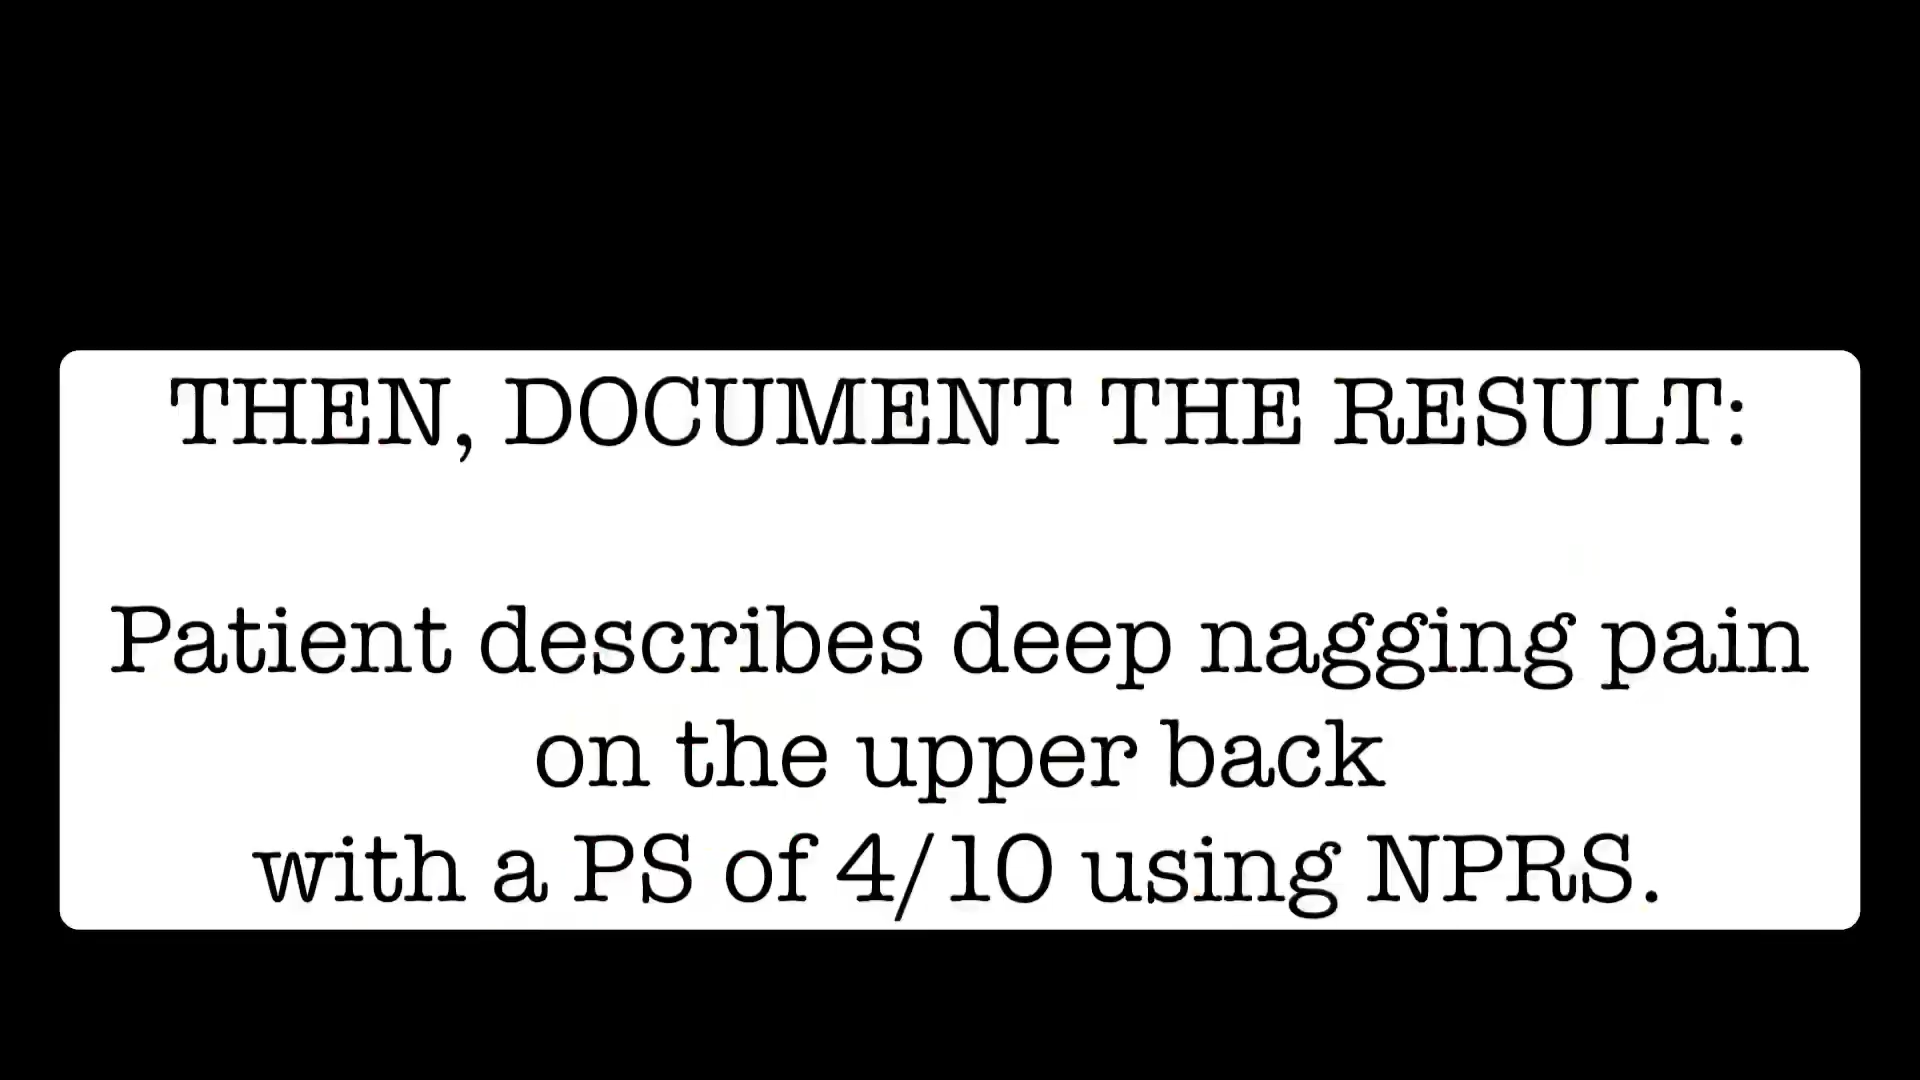 THEN, DOCUMENT THE RESULT:
Patient describes deep nagging pain
on the upper back
with a PS of 4/10 using NPRS.